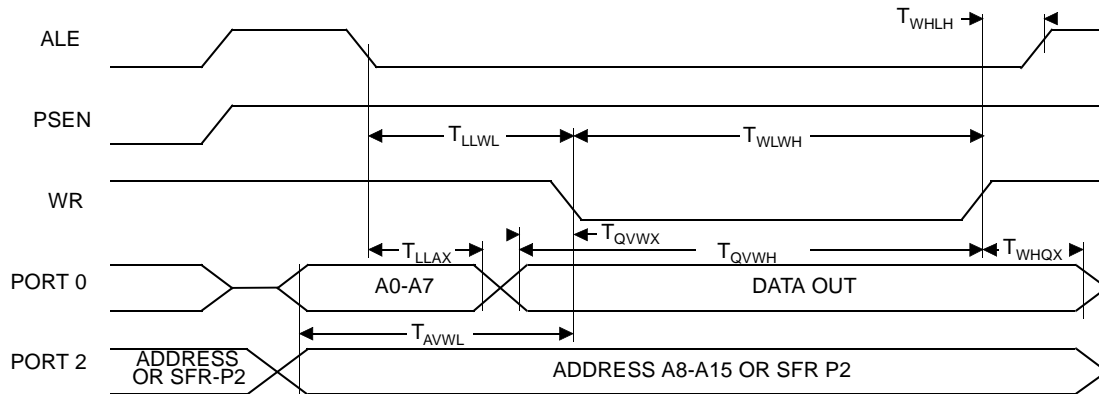 ALE
TWHLH
PSEN
TLLWL
TWLWH
WR
TLLAX
TQVWX
TQVWH
TWHQX
PORT 0
A0-A7
DATA OUT
TAVWL
PORT 2
ADDRESS
OR SFR-P2
ADDRESS A8-A15 OR SFR P2